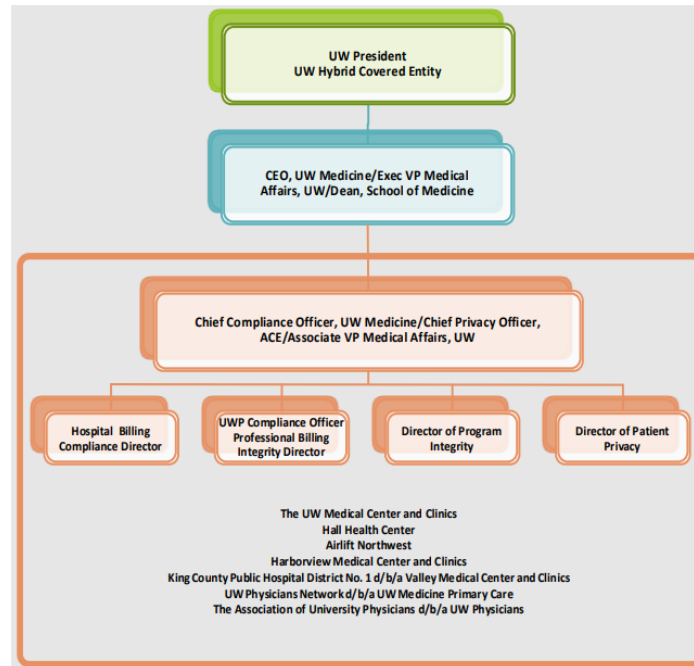 UW President
UW Hybrid Covered Entity
CEO, UW Medicine/Exec VP Medical
Affairs, UW/Dean, School of Medicine
Chief Compliance Officer, UW Medicine/Chief Privacy Officer,
ACE/Associate VP Medical Affairs, UW
Hospital Billing
Compliance Director
UWP Compliance Officer
Professional Billing
Integrity Director
Director of Program
Integrity
Director of Patient
Privacy
The UW Medical Center and Clinics
Hall Health Center
Airlift Northwest
Harborview Medical Center and Clinics
King County Public Hospital District No. 1 d/b/a Valley Medical Center and Clinics
UW Physicians Network d/b/a UW Medicine Primary Care
The Association of University Physicians d/b/a UW Physicians